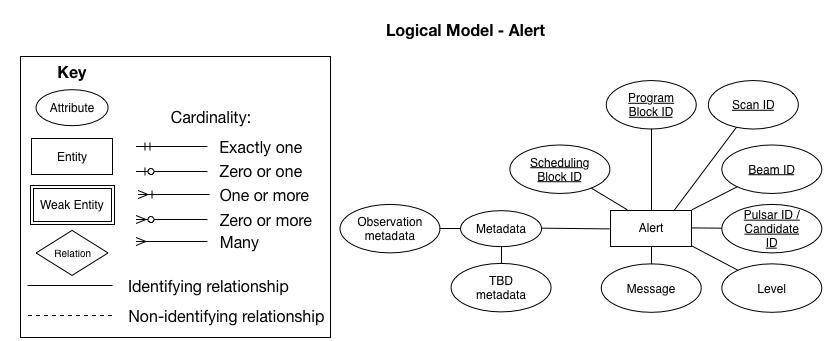 Logical Model - Alert
Key
Attribute
Entity
Weak Entity
Relation
Cardinality:
Exactly one
Zero or one
One or more
Zero or more
Many
Identifying relationship
Non-identifying relationship
Program
Block ID
Scan ID
Scheduling
Block ID
Beam ID
Observation
metadata
Metadata
Alert
Pulsar ID /
Candidate
ID
TBD
metadata
Message
Level